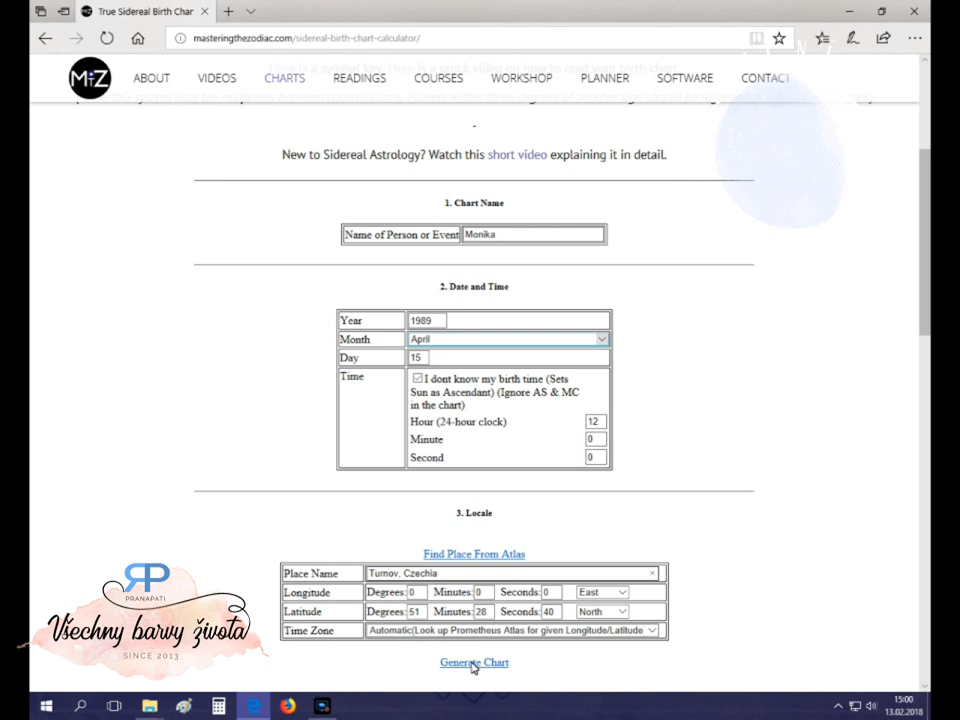 True Sidereal Birth Char
masteringthezodiac.com/sidereal-birth-chart-calculator/
MTZ ABOUT VIDEOS CHARTS READINGS COURSES WORKSHOP PLANNER SOFTWARE CONTACT
-
New to Sidereal Astrology? Watch this short video explaining it in detail.
1. Chart Name
Name of Person or Event Monika
2. Date and Time
Year 1989
Month April
Day 15
Time I dont know my birth time (Sets
Sun as Ascendant) (Ignore AS & MC
in the chart)
Hour (24-hour clock) 12
Minute 0
Second 0
3. Locale
Find Place From Atlas
Place Name Turnov, Czechia
Longitude Degrees: 0 Minutes: 0 Seconds: 0 East
Latitude Degrees: 51 Minutes: 28 Seconds: 40 North
Time Zone Automatic(Look up Prometheus Atlas for given Longitude/Latitude
Generate Chart
RP
PRANAPATI
Všechny barvy života
SINCE 2013
15:00
13.02.2018